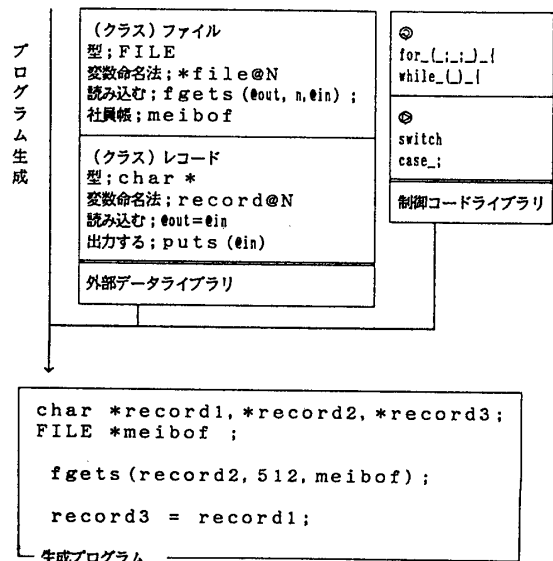 プログラム生成
(クラス)ファイル
型;FILE
変数命名法;*file@N
読み込む;fgets(@out, n,@in);
社員帳;meibof
(クラス)レコード
型;char *
変数命名法;record@N
読み込む;@out=@in
出力する;puts(@in)
外部データライブラリ
for_(_;_;_)_{
while_(_)_{
switch
case_;
制御コードライブラリ
char *record1,*record2,*record3;
FILE *meibof ;
fgets(record2,512,meibof);
record3 = record1;
生成プログラム